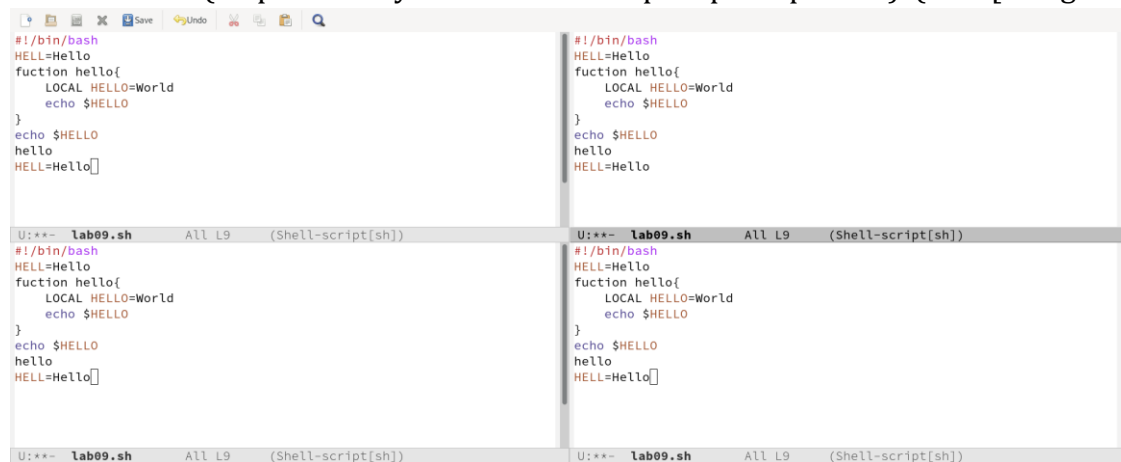 Save Undo
#!/bin/bash
HELL=Hello
fuction hello{
    LOCAL HELLO=World
    echo $HELLO
}
echo $HELLO
hello
HELL=Hello
U:**-  lab09.sh      All L9     (Shell-script[sh])
#!/bin/bash
HELL=Hello
fuction hello{
    LOCAL HELLO=World
    echo $HELLO
}
echo $HELLO
hello
HELL=Hello
U:**-  lab09.sh      All L9     (Shell-script[sh])
#!/bin/bash
HELL=Hello
fuction hello{
    LOCAL HELLO=World
    echo $HELLO
}
echo $HELLO
hello
HELL=Hello
U:**-  lab09.sh      All L9     (Shell-script[sh])
#!/bin/bash
HELL=Hello
fuction hello{
    LOCAL HELLO=World
    echo $HELLO
}
echo $HELLO
hello
HELL=Hello
U:**-  lab09.sh      All L9     (Shell-script[sh])